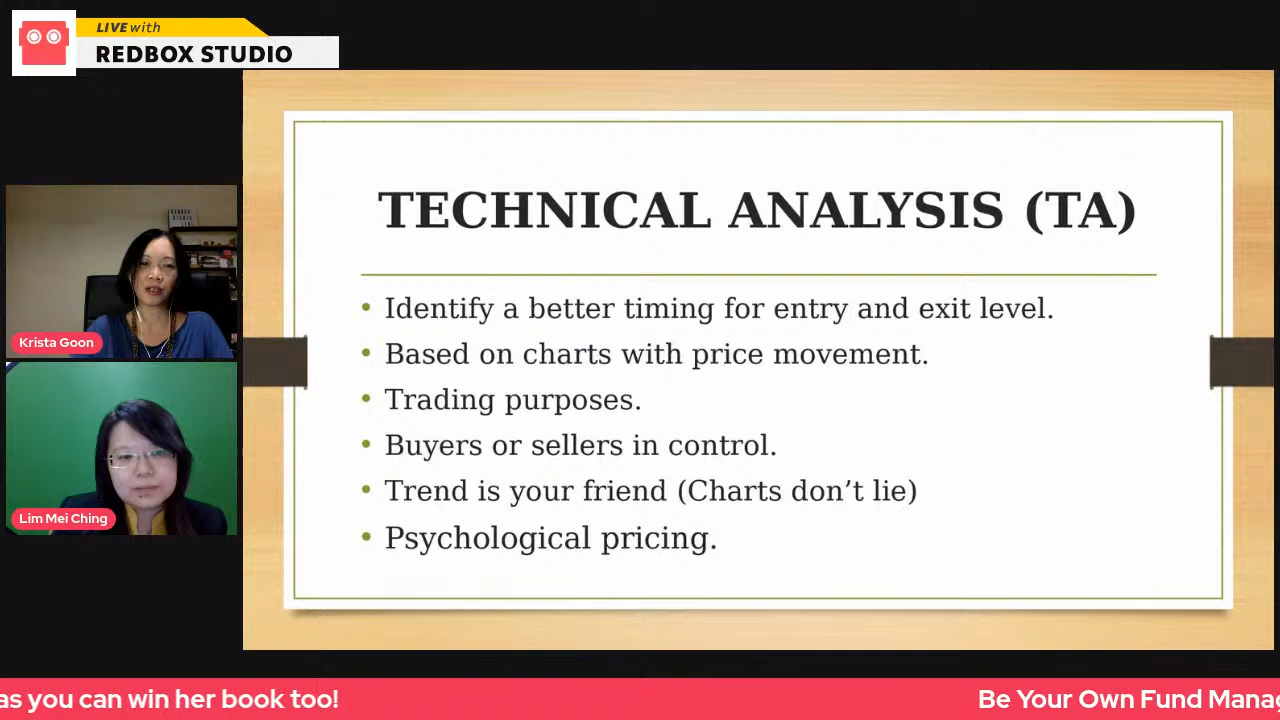 LIVE with
REDBOX STUDIO
Krista Goon
Lim Mei Ching
TECHNICAL ANALYSIS (TA)
• Identify a better timing for entry and exit level.
• Based on charts with price movement.
• Trading purposes.
• Buyers or sellers in control.
• Trend is your friend (Charts don’t lie)
• Psychological pricing.
as you can win her book too!
Be Your Own Fund Manag